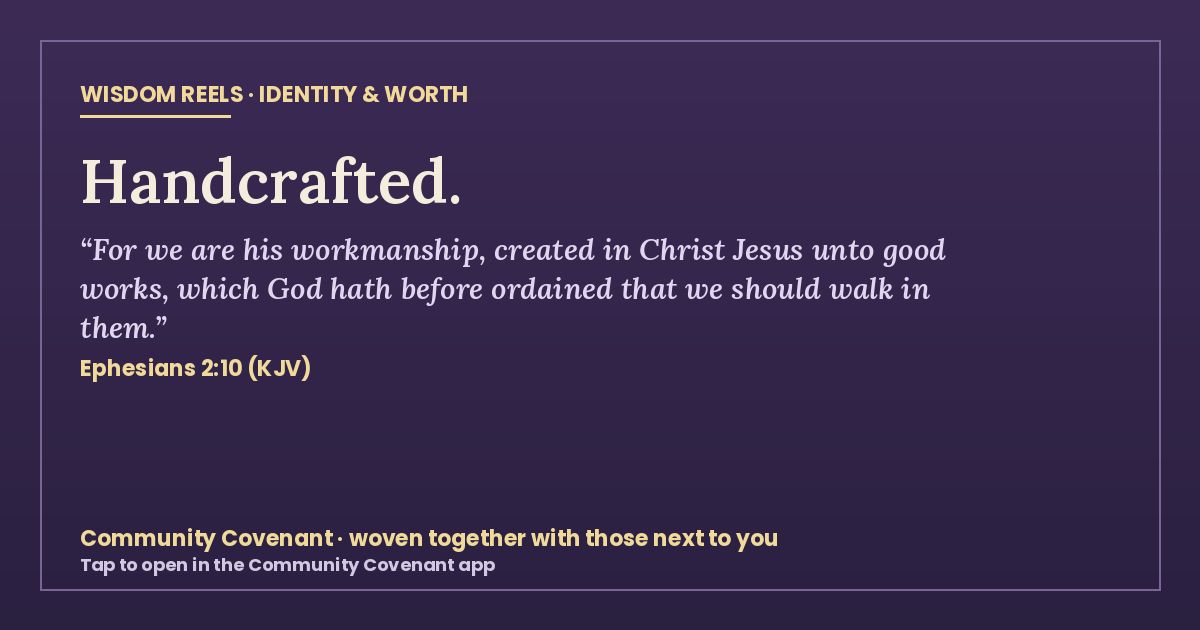 WISDOM REELS · IDENTITY & WORTH
Handcrafted.
“For we are his workmanship, created in Christ Jesus unto good
works, which God hath before ordained that we should walk in
them.”
Ephesians 2:10 (KJV)
Community Covenant · woven together with those next to you
Tap to open in the Community Covenant app